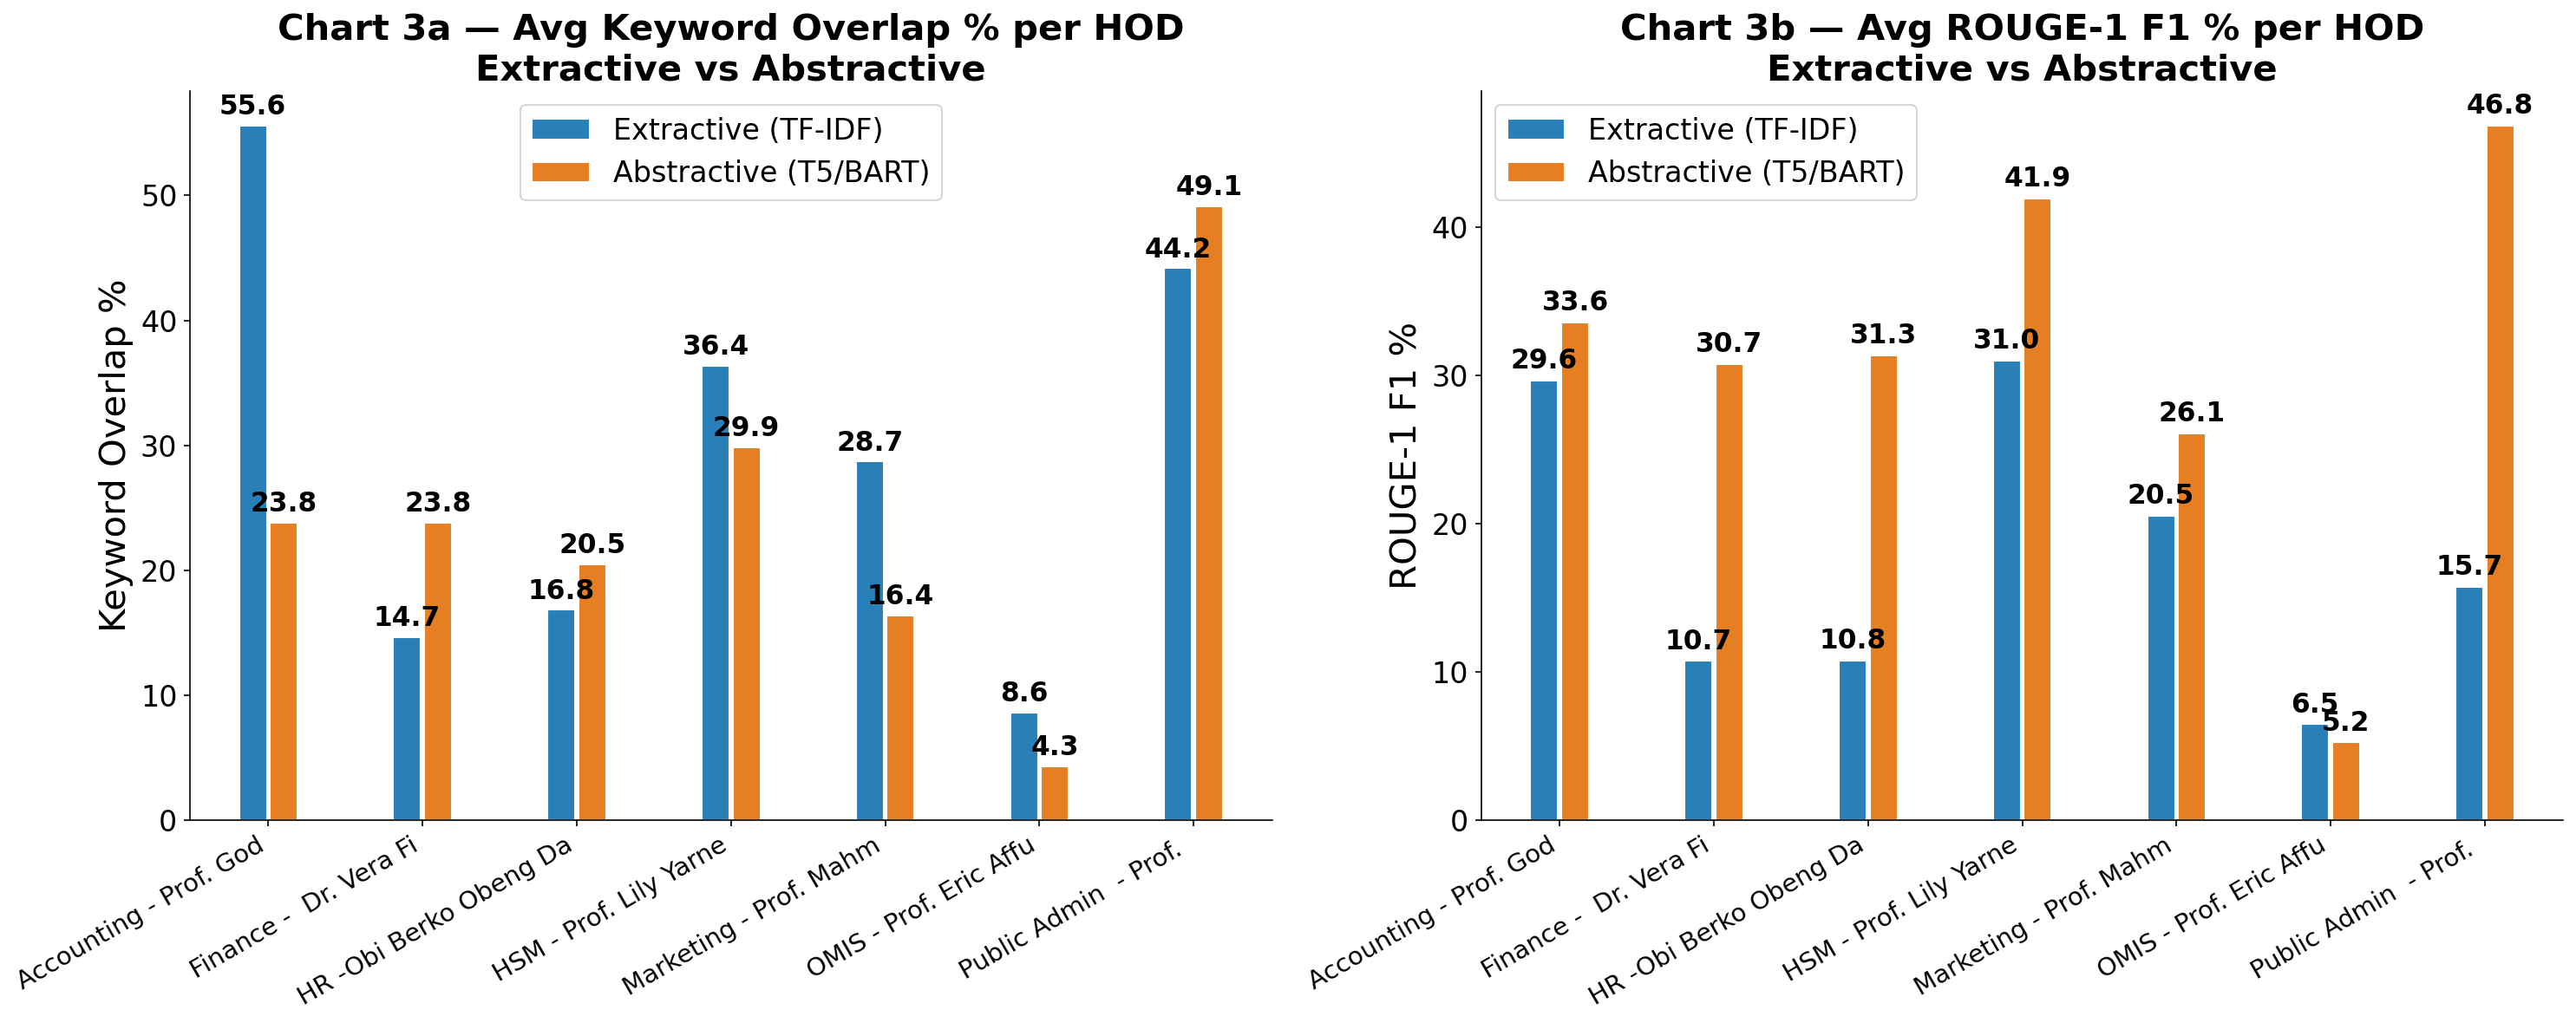 Chart 3a — Avg Keyword Overlap % per HOD
Extractive vs Abstractive
Extractive (TF-IDF)
Abstractive (T5/BART)
Keyword Overlap %
50
40
30
20
10
0
55.6
23.8
14.7
23.8
16.8
20.5
36.4
29.9
28.7
16.4
8.6
4.3
44.2
49.1
Accounting - Prof. God
Finance -  Dr. Vera Fi
HR -Obi Berko Obeng Da
HSM - Prof. Lily Yarne
Marketing - Prof. Mahm
OMIS - Prof. Eric Affu
Public Admin  - Prof.
Chart 3b — Avg ROUGE-1 F1 % per HOD
Extractive vs Abstractive
Extractive (TF-IDF)
Abstractive (T5/BART)
ROUGE-1 F1 %
40
30
20
10
0
29.6
33.6
10.7
30.7
10.8
31.3
31.0
41.9
20.5
26.1
6.5
5.2
15.7
46.8
Accounting - Prof. God
Finance -  Dr. Vera Fi
HR -Obi Berko Obeng Da
HSM - Prof. Lily Yarne
Marketing - Prof. Mahm
OMIS - Prof. Eric Affu
Public Admin  - Prof.